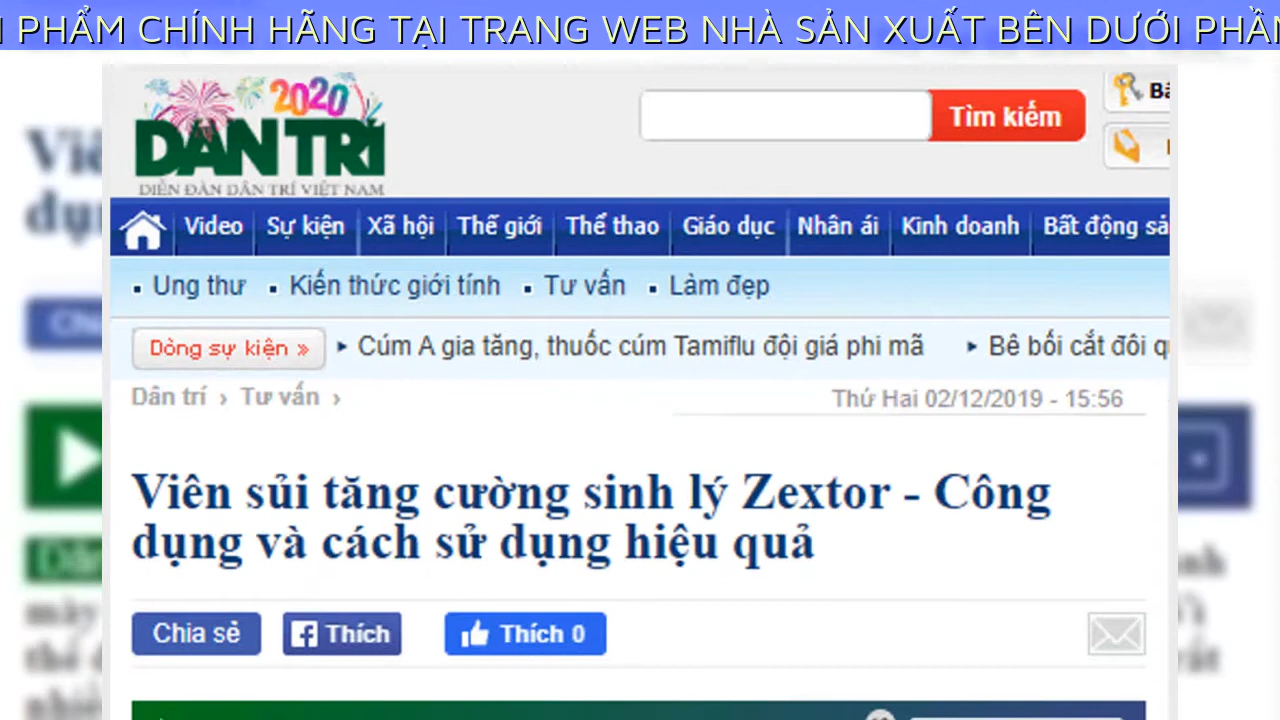 PHẨM CHÍNH HÃNG TẠI TRANG WEB NHÀ SẢN XUẤT BÊN DƯỚI PHẦN
2020
DÂN TRÍ
DIỄN ĐÀN DÂN TRÍ VIỆT NAM
Tìm kiếm
Video Sự kiện Xã hội Thế giới Thể thao Giáo dục Nhân ái Kinh doanh Bất động
Ung thư Kiến thức giới tính Tư vấn Làm đẹp
Dòng sự kiện » Cúm A gia tăng, thuốc cúm Tamiflu đội giá phi mã Bê bối cắt đôi
Dân trí › Tư vấn › Thứ Hai 02/12/2019 - 15:56
Viên sủi tăng cường sinh lý Zextor - Công
dụng và cách sử dụng hiệu quả
Chia sẻ Thích Thích 0